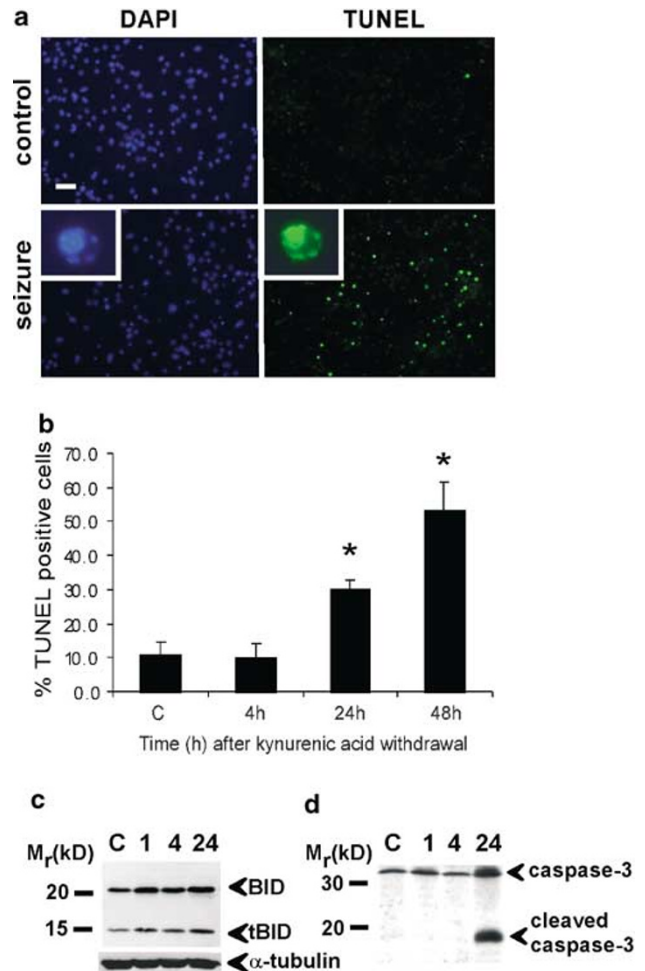 a
DAPI TUNEL
control
seizure
b
% TUNEL positive cells
70.0
60.0
50.0
40.0
30.0
20.0
10.0
0.0
*
*
C 4h 24h 48h
Time (h) after kynurenic acid withdrawal
c
C 1 4 24
Mr(kD)
20
BID
15
tBID
α-tubulin
d
C 1 4 24
Mr(kD)
30
caspase-3
20
cleaved
caspase-3